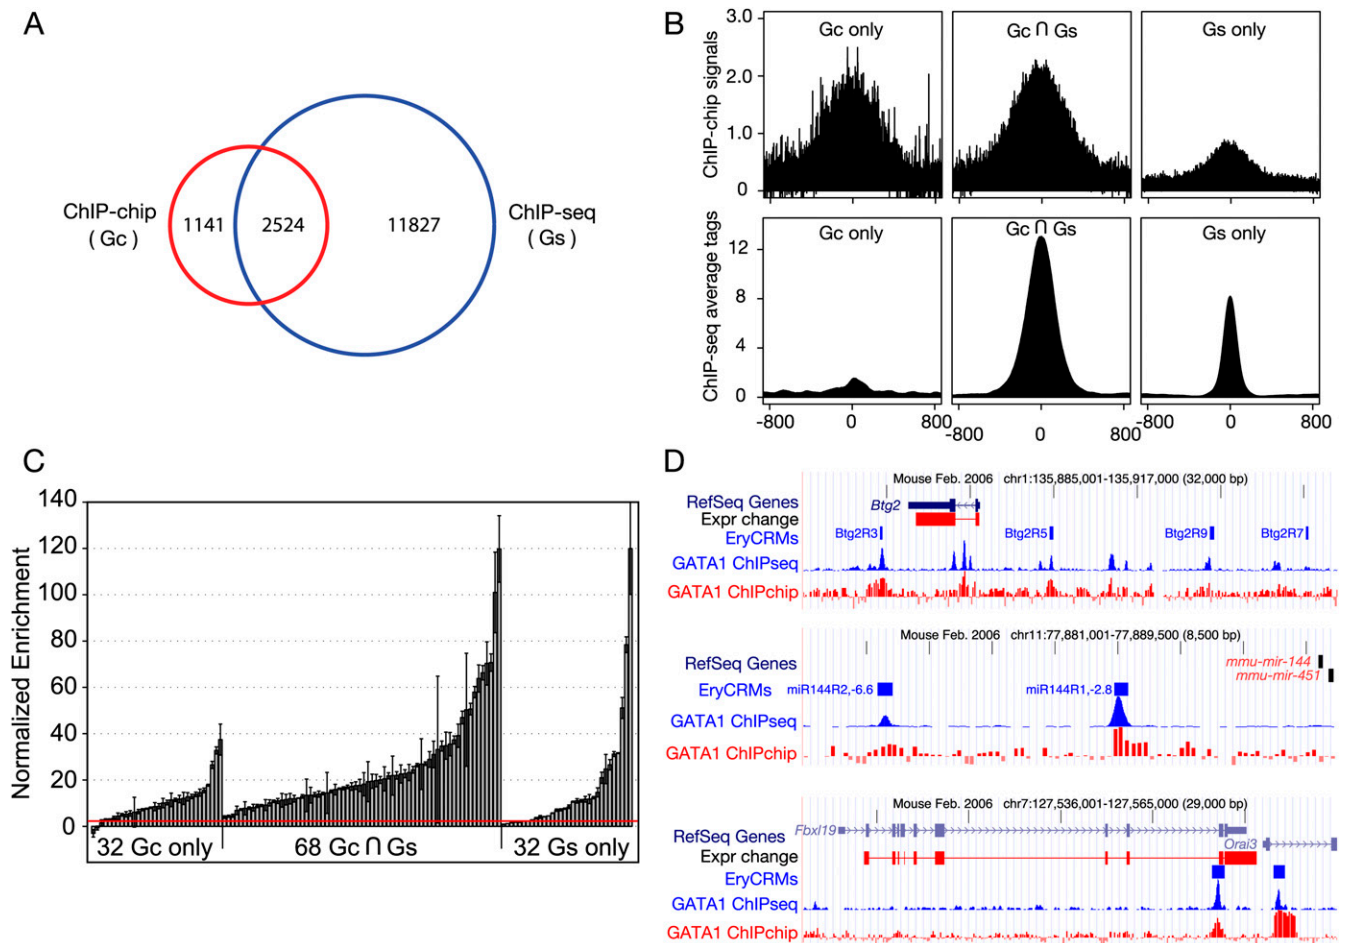 A
ChIP-chip
( Gc )
1141
2524
11827
ChIP-seq
( Gs )
B
ChIP-chip signals
3.0
2.0
1.0
0
Gc only
Gc ∩ Gs
Gs only
ChIP-seq average tags
12
8
4
0
Gc only
Gc ∩ Gs
Gs only
-800 0 800
-800 0 800
-800 0 800
C
Normalized Enrichment
140
120
100
80
60
40
20
0
32 Gc only
68 Gc ∩ Gs
32 Gs only
D
Mouse Feb. 2006 chr1:135,885,001-135,917,000 (32,000 bp)
RefSeq Genes
Btg2
Expr change
EryCRMs
Btg2R3
Btg2R5
Btg2R9
Btg2R7
GATA1 ChIPseq
GATA1 ChIPchip
Mouse Feb. 2006 chr11:77,881,001-77,889,500 (8,500 bp)
RefSeq Genes
mmu-mir-144
mmu-mir-451
EryCRMs
miR144R2,-6.6
miR144R1,-2.8
GATA1 ChIPseq
GATA1 ChIPchip
Mouse Feb. 2006 chr7:127,536,001-127,565,000 (29,000 bp)
Fbxl19
RefSeq Genes
Orai3
Expr change
EryCRMs
GATA1 ChIPseq
GATA1 ChIPchip